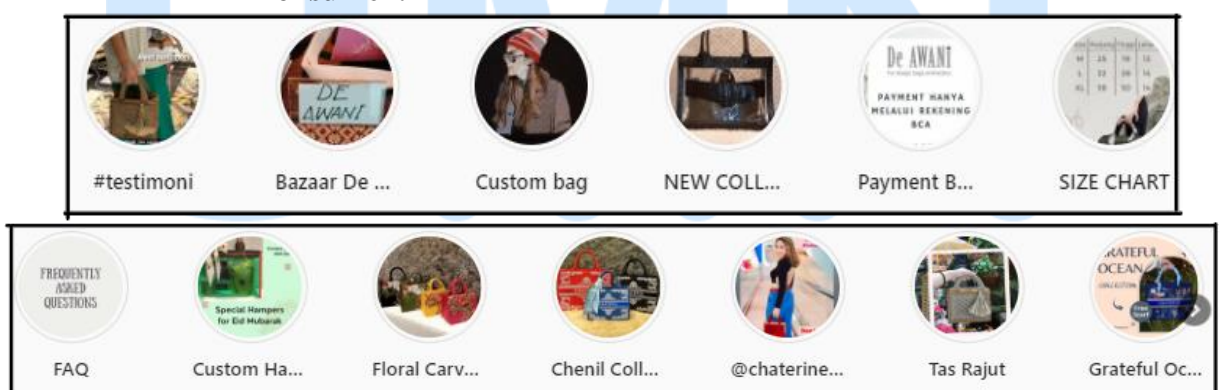 DE
AWANI
De AWANI
PAYMENT HANYA
MELALUI REKENING
BCA
#testimoni
Bazaar De ...
Custom bag
NEW COLL...
Payment B...
SIZE CHART
FREQUENTLY
ASKED
QUESTIONS
Special Hampers
for Eid Mubarak
GRATEFUL
OCEAN
FAQ
Custom Ha...
Floral Carv...
Chenil Coll...
@chaterine...
Tas Rajut
Grateful Oc...